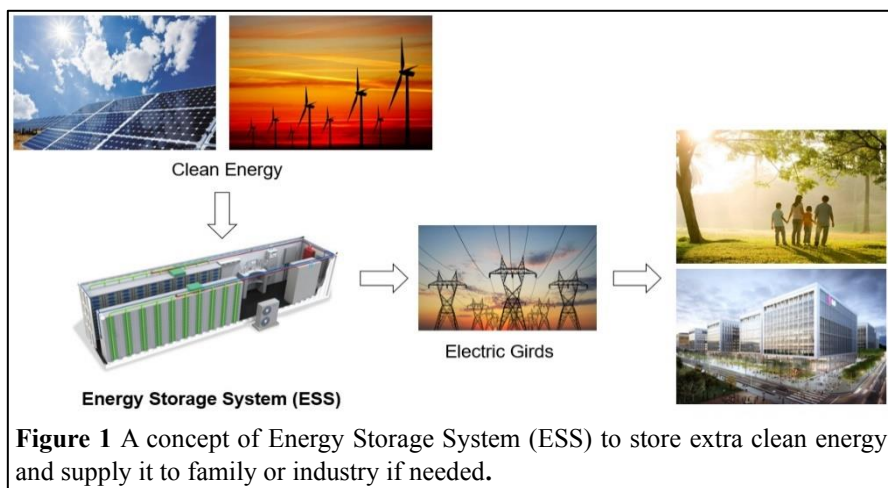 Clean Energy
Energy Storage System (ESS)
Electric Girds
Figure 1 A concept of Energy Storage System (ESS) to store extra clean energy
and supply it to family or industry if needed.